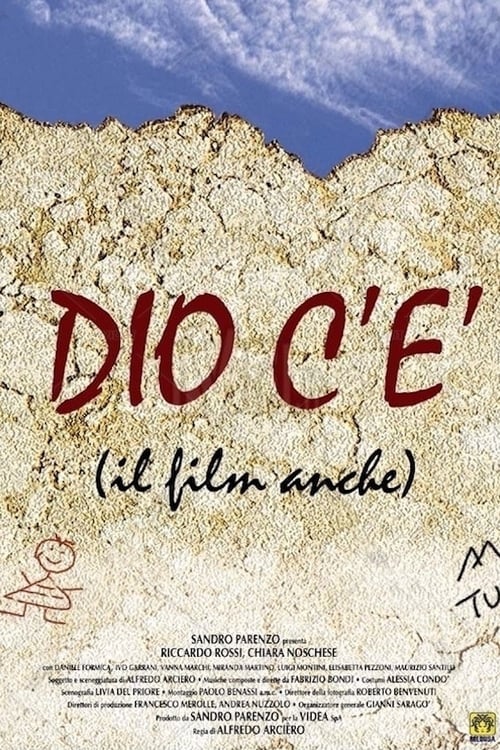 DIO C'E'
(il film anche)
M
TU
SANDRO PARENZO presenta
RICCARDO ROSSI, CHIARA NOSCHESE
con DANIELE FORMICA, IVO GARRANI, VANNA MARCHI, MIRANDA MARTINO, LUIGI MONTINI, ELISABETTA PEZZONI, MAURIZIO SANTILLI
Soggetto e sceneggiatura di ALFREDO ARCIERO • Musiche composte e dirette da FABRIZIO BONDI • Costumi ALESSIA CONDO'
Scenografia LIVIA DEL PRIORE • Montaggio PAOLO BENASSI a.m.c. • Direttore della fotografia ROBERTO BENVENUTI
Direttori di produzione FRANCESCO MEROLLE, ANDREA NUZZOLO • Organizzatore generale GIANNI SARAGO'
Prodotto da SANDRO PARENZO per la VIDEA SpA
Regia di ALFREDO ARCIERO
MEDUSA